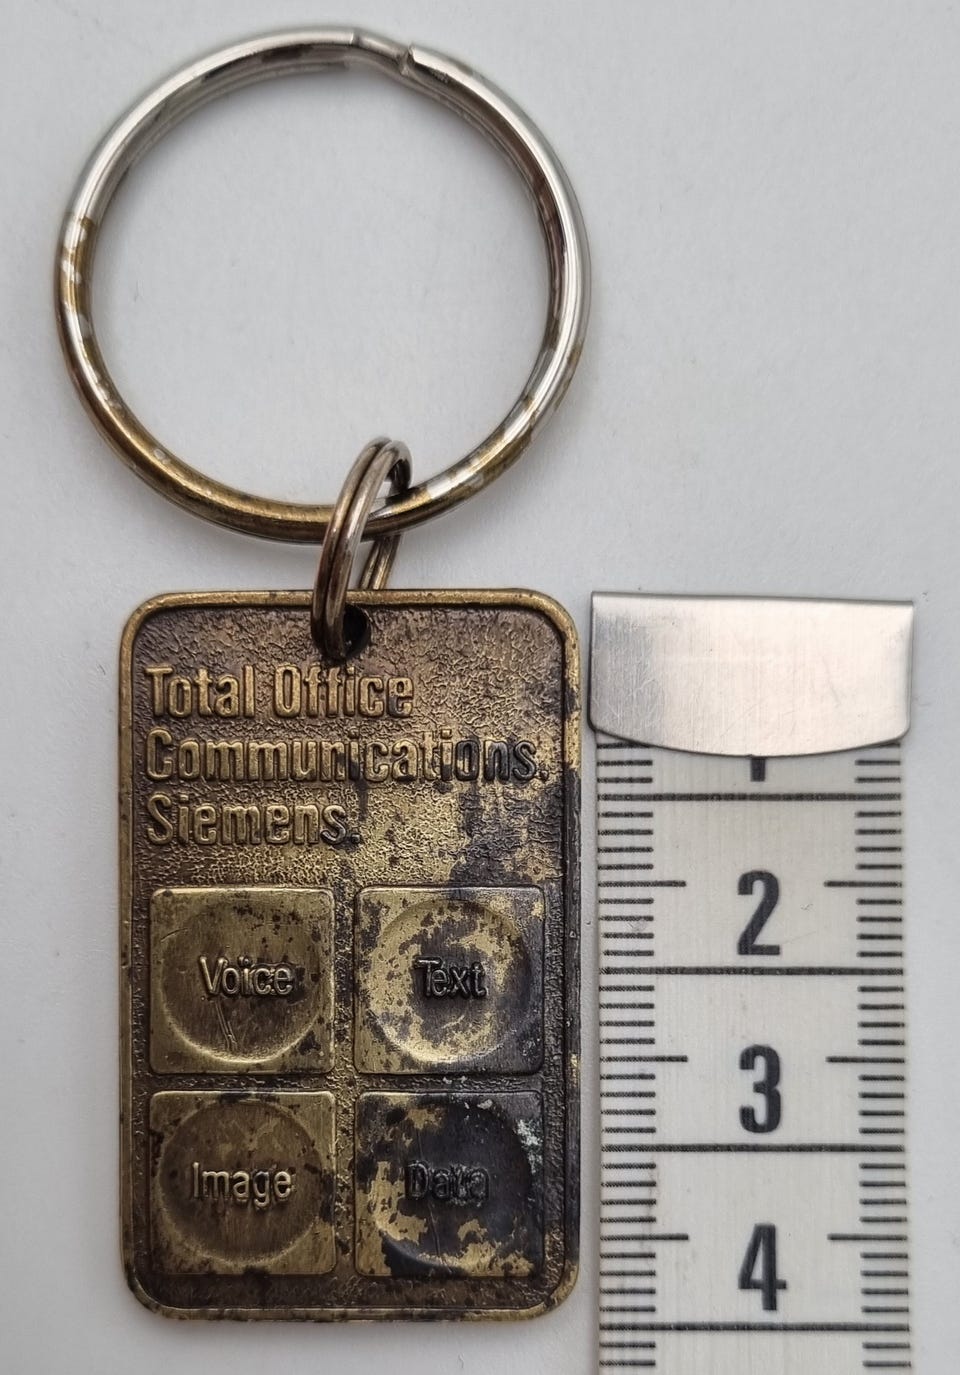 Total Office
Communications.
Siemens.
Voice
Text
Image
Data
2
3
4